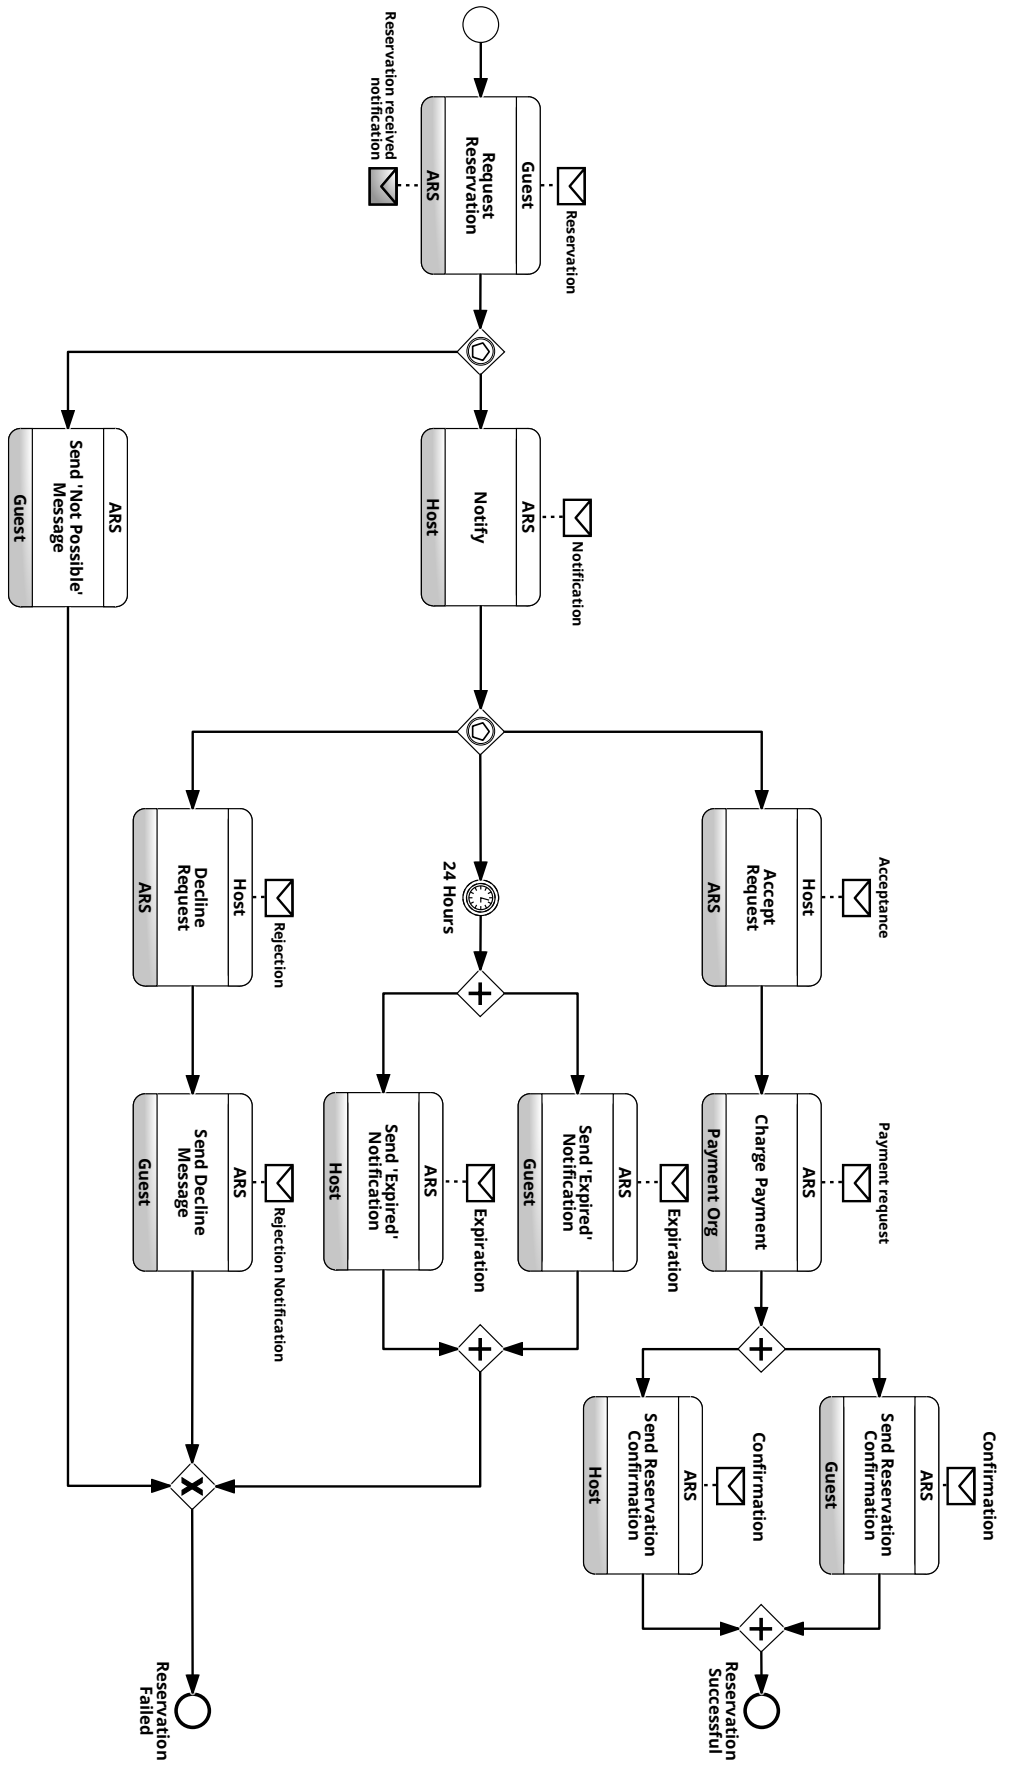 Reservation
Guest
Request
Reservation
ARS
Reservation received
notification
Notification
ARS
Notify
Host
ARS
Send 'Not Possible'
Message
Guest
Acceptance
Host
Accept
Request
ARS
Payment request
ARS
Charge Payment
Payment Org
Confirmation
ARS
Send Reservation
Confirmation
Guest
Confirmation
ARS
Send Reservation
Confirmation
Host
Reservation
Successful
24 Hours
Expiration
ARS
Send 'Expired'
Notification
Guest
Expiration
ARS
Send 'Expired'
Notification
Host
Rejection
Host
Decline
Request
ARS
Rejection Notification
ARS
Send Decline
Message
Guest
Reservation
Failed